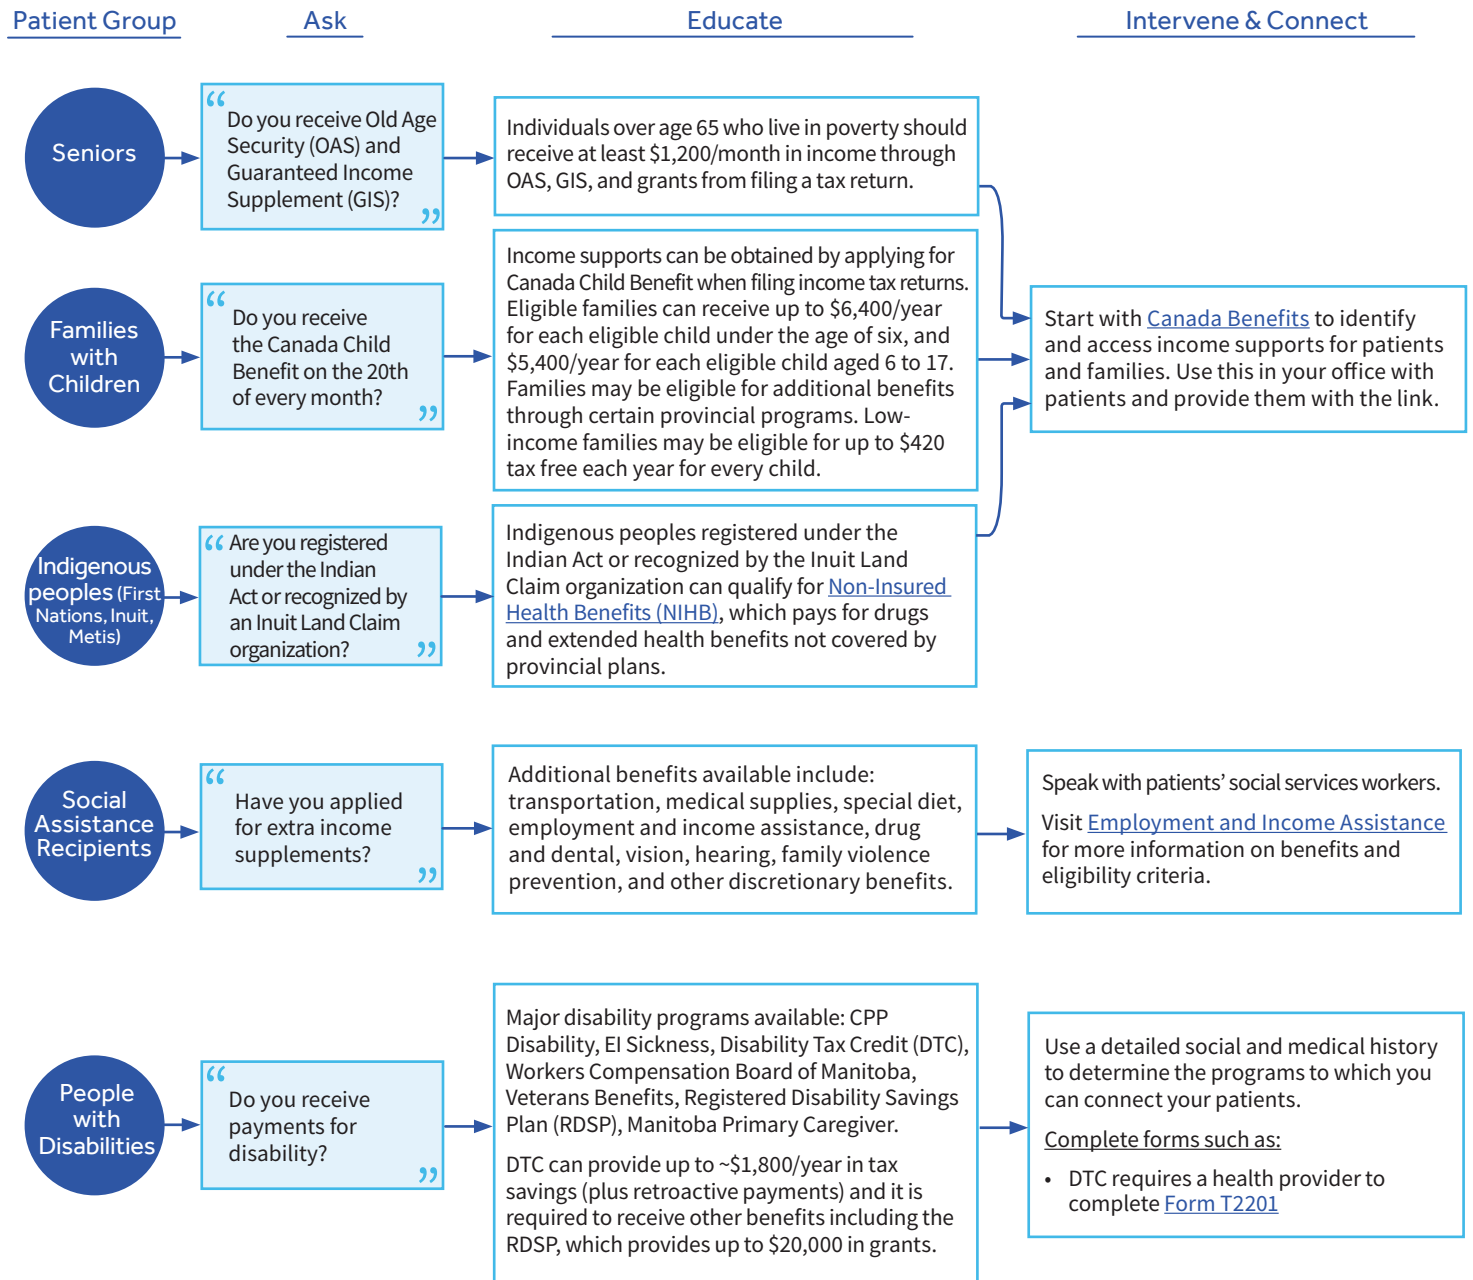 Patient Group
Ask
Educate
Intervene & Connect
Seniors
“
Do you receive Old Age
Security (OAS) and
Guaranteed Income
Supplement (GIS)?
”
Individuals over age 65 who live in poverty should
receive at least $1,200/month in income through
OAS, GIS, and grants from filing a tax return.
Families
with
Children
“
Do you receive
the Canada Child
Benefit on the 20th
of every month?
”
Income supports can be obtained by applying for
Canada Child Benefit when filing income tax returns.
Eligible families can receive up to $6,400/year
for each eligible child under the age of six, and
$5,400/year for each eligible child aged 6 to 17.
Families may be eligible for additional benefits
through certain provincial programs. Low-
income families may be eligible for up to $420
tax free each year for every child.
Start with Canada Benefits to identify
and access income supports for patients
and families. Use this in your office with
patients and provide them with the link.
Indigenous
peoples (First
Nations, Inuit,
Metis)
“ Are you registered
under the Indian
Act or recognized by
an Inuit Land Claim
organization? ”
Indigenous peoples registered under the
Indian Act or recognized by the Inuit Land
Claim organization can qualify for Non-Insured
Health Benefits (NIHB), which pays for drugs
and extended health benefits not covered by
provincial plans.
Social
Assistance
Recipients
“
Have you applied
for extra income
supplements?
”
Additional benefits available include:
transportation, medical supplies, special diet,
employment and income assistance, drug
and dental, vision, hearing, family violence
prevention, and other discretionary benefits.
Speak with patients’ social services workers.
Visit Employment and Income Assistance
for more information on benefits and
eligibility criteria.
People
with
Disabilities
“
Do you receive
payments for
disability?
”
Major disability programs available: CPP
Disability, EI Sickness, Disability Tax Credit (DTC),
Workers Compensation Board of Manitoba,
Veterans Benefits, Registered Disability Savings
Plan (RDSP), Manitoba Primary Caregiver.
DTC can provide up to ~$1,800/year in tax
savings (plus retroactive payments) and it is
required to receive other benefits including the
RDSP, which provides up to $20,000 in grants.
Use a detailed social and medical history
to determine the programs to which you
can connect your patients.
Complete forms such as:
• DTC requires a health provider to
complete Form T2201